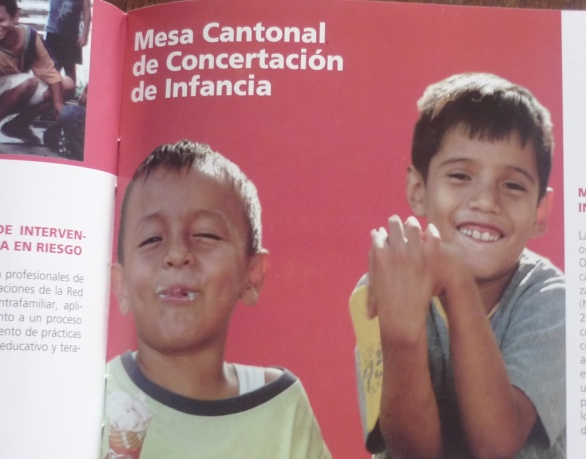 Mesa Cantonal
de Concertación
de Infancia
DE INTERVEN-
A EN RIESGO
profesionales de
aciones de la Red
ntrafamiliar, apli-
nto a un proceso
ento de prácticas
educativo y tera-